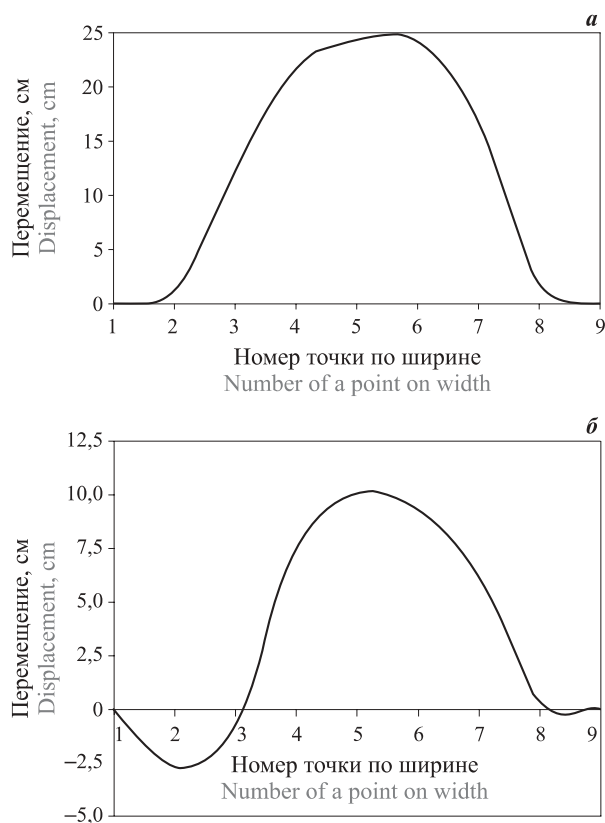 а
25
20
15
10
5
0
Перемещение, см
Displacement, cm
1 2 3 4 5 6 7 8 9
Номер точки по ширине
Number of a point on width
б
12,5
10,0
7,5
5,0
2,5
0
−2,5
−5,0
Перемещение, см
Displacement, cm
1 2 3 4 5 6 7 8 9
Номер точки по ширине
Number of a point on width